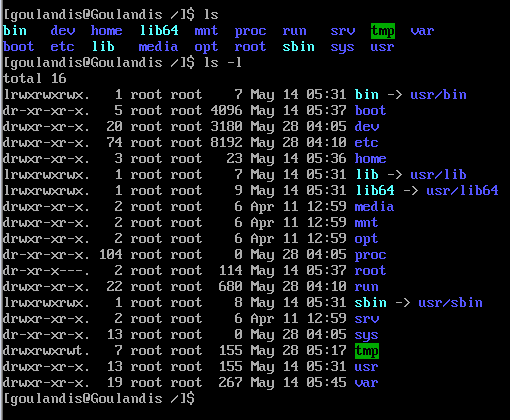 [goulandis@Goulandis /]$ ls
bin dev home lib64 mnt proc run srv tmp var
boot etc lib media opt root sbin sys usr
[goulandis@Goulandis /]$ ls -l
total 16
lrwxrwxrwx. 1 root root 7 May 14 05:31 bin -> usr/bin
dr-xr-xr-x. 5 root root 4096 May 14 05:37 boot
drwxr-xr-x. 20 root root 3180 May 28 04:05 dev
drwxr-xr-x. 74 root root 8192 May 28 04:10 etc
drwxr-xr-x. 3 root root 23 May 14 05:36 home
lrwxrwxrwx. 1 root root 7 May 14 05:31 lib -> usr/lib
lrwxrwxrwx. 1 root root 9 May 14 05:31 lib64 -> usr/lib64
drwxr-xr-x. 2 root root 6 Apr 11 12:59 media
drwxr-xr-x. 2 root root 6 Apr 11 12:59 mnt
drwxr-xr-x. 2 root root 6 Apr 11 12:59 opt
dr-xr-xr-x. 104 root root 0 May 28 04:05 proc
dr-xr-x---. 2 root root 114 May 14 05:37 root
drwxr-xr-x. 22 root root 680 May 28 04:10 run
lrwxrwxrwx. 1 root root 8 May 14 05:31 sbin -> usr/sbin
drwxr-xr-x. 2 root root 6 Apr 11 12:59 srv
dr-xr-xr-x. 13 root root 0 May 28 04:05 sys
drwxrwxrwt. 7 root root 155 May 28 05:17 tmp
drwxr-xr-x. 13 root root 155 May 14 05:31 usr
drwxr-xr-x. 19 root root 267 May 14 05:45 var
[goulandis@Goulandis /]$